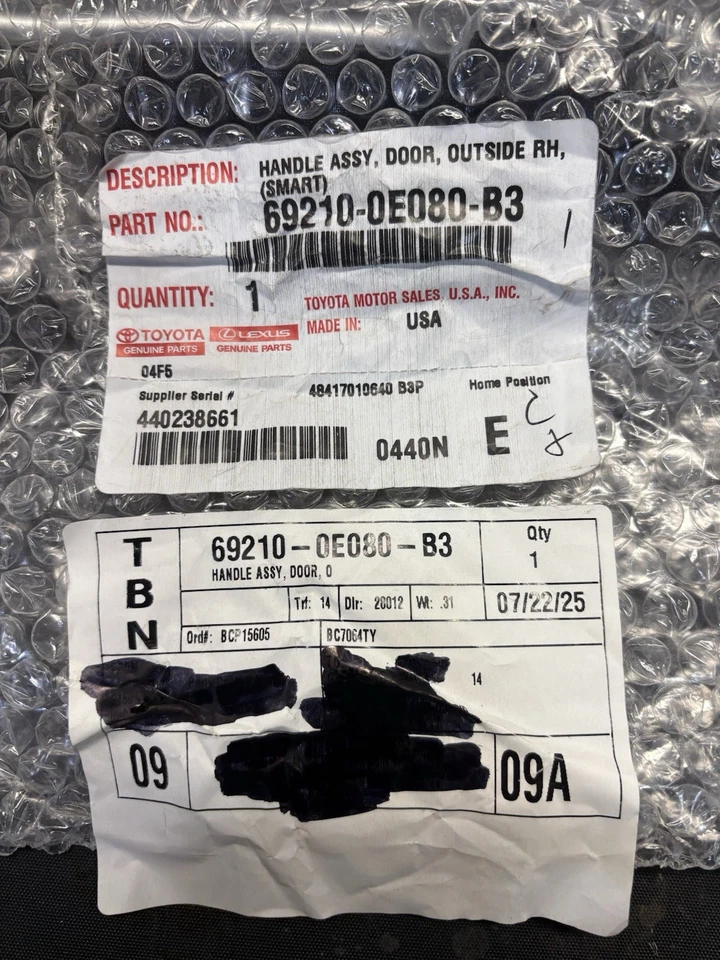 DESCRIPTION: HANDLE ASSY, DOOR, OUTSIDE RH,
(SMART)
PART NO.: 69210-0E080-B3
QUANTITY: 1
TOYOTA MOTOR SALES, U.S.A., INC.
MADE IN: USA
TOYOTA LEXUS
GENUINE PARTS GENUINE PARTS
04F5
Supplier Serial # 48417010640 B3P Home Position
440238661
0440N E
TBN
69210-0E080-B3
HANDLE ASSY, DOOR, O
Qty
1
Trf: 14 Dlr: 26012 Wt: .31 07/22/25
Ord#: BCP15605 BC7064TY
14
09 09A